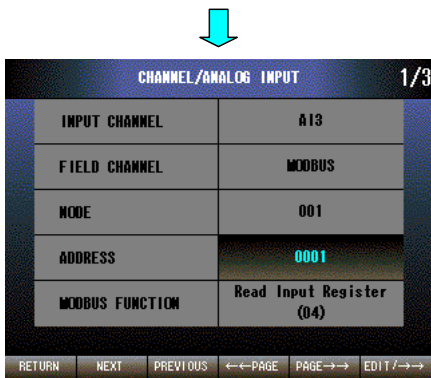 CHANNEL/ANALOG INPUT 1/3
INPUT CHANNEL AI3
FIELD CHANNEL MODBUS
NODE 001
ADDRESS 0001
MODBUS FUNCTION Read Input Register
(04)
RETURN NEXT PREVIOUS ←←PAGE PAGE→→ EDIT/→→